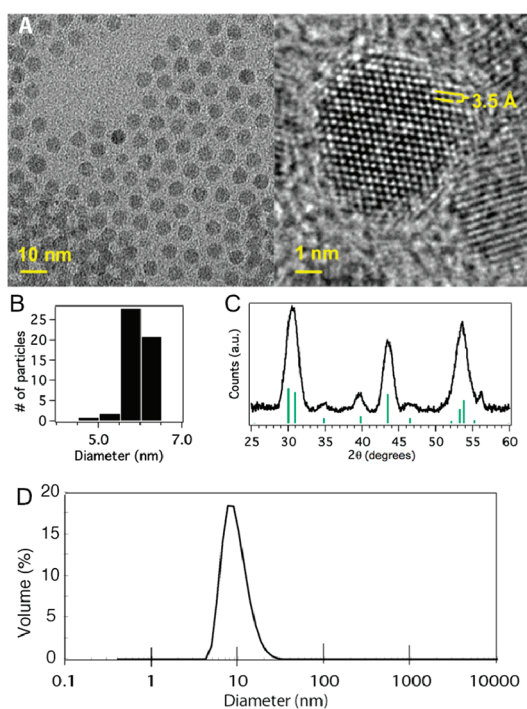 A
3.5 Å
10 nm
1 nm
B
25
20
15
10
5
0
# of particles
5.0
7.0
Diameter (nm)
C
Counts (a.u.)
25
30
35
40
45
50
55
60
2θ (degrees)
D
20
15
10
5
0
Volume (%)
0.1
1
10
100
1000
10000
Diameter (nm)